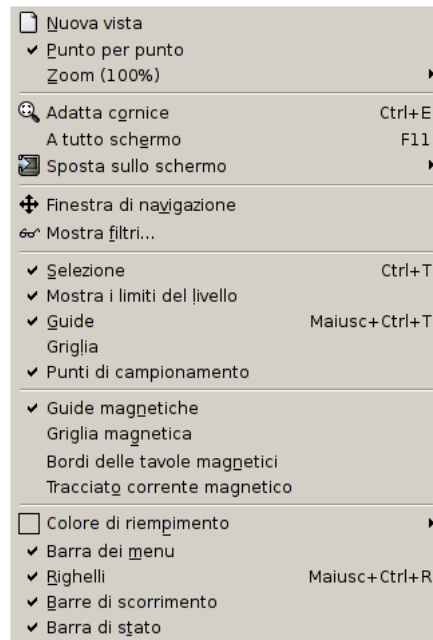 Nuova vista
Punto per punto
Zoom (100%)
Adatta cornice Ctrl+E
A tutto schermo F11
Sposta sullo schermo
Finestra di navigazione
Mostra filtri...
Selezione Ctrl+T
Mostra i limiti del livello
Guide Maiusc+Ctrl+T
Griglia
Punti di campionamento
Guide magnetiche
Griglia magnetica
Bordi delle tavole magnetici
Tracciato corrente magnetico
Colore di riempimento
Barra dei menu
Righelli Maiusc+Ctrl+R
Barre di scorrimento
Barra di stato